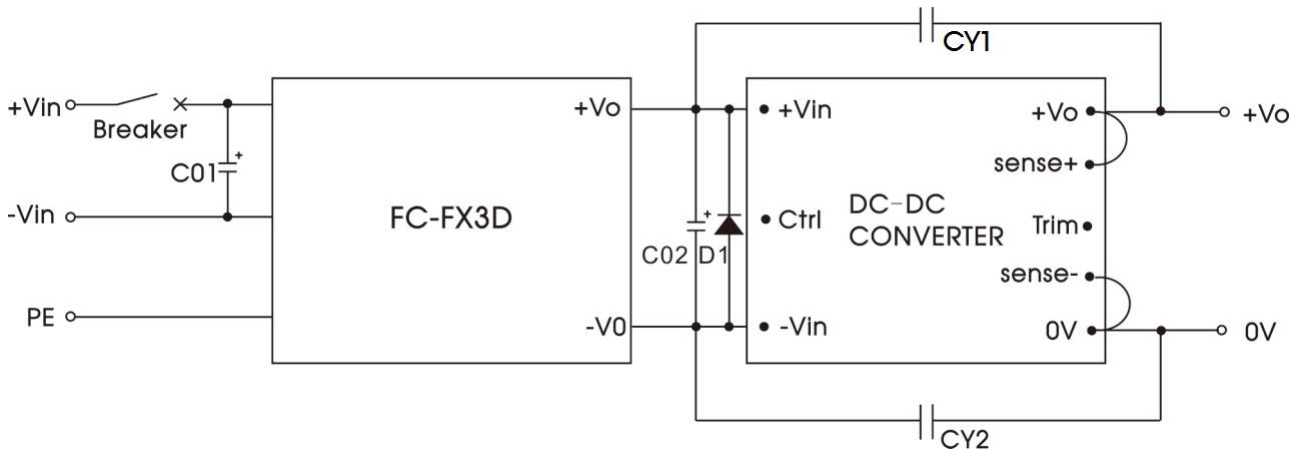 CY1
+Vin
Breaker
C01
+
-Vin
PE
FC-FX3D
+Vo
-V0
C02
+
D1
+Vin
Ctrl
-Vin
DC-DC
CONVERTER
+Vo
sense+
Trim
sense-
0V
+Vo
0V
CY2